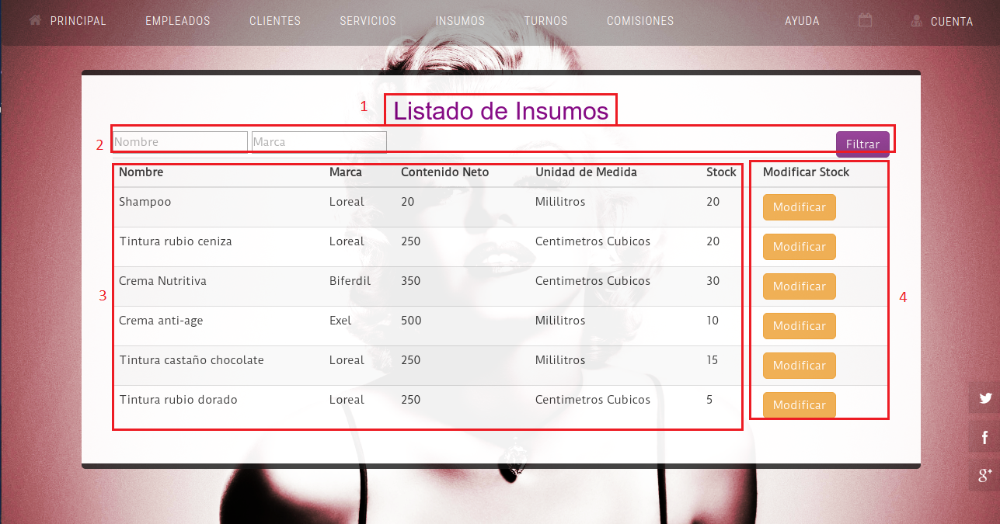 PRINCIPAL EMPLEADOS CLIENTES SERVICIOS INSUMOS TURNOS COMISIONES AYUDA CUENTA
1 Listado de Insumos
2 Nombre Marca Filtrar
Nombre Marca Contenido Neto Unidad de Medida Stock Modificar Stock
Shampoo Loreal 20 Mililitros 20 Modificar
Tintura rubio ceniza Loreal 250 Centimetros Cubicos 20 Modificar
Crema Nutritiva Biferdil 350 Centimetros Cubicos 30 Modificar
3 4
Crema anti-age Exel 500 Mililitros 10 Modificar
Tintura castaño chocolate Loreal 250 Mililitros 15 Modificar
Tintura rubio dorado Loreal 250 Centimetros Cubicos 5 Modificar
f
g+